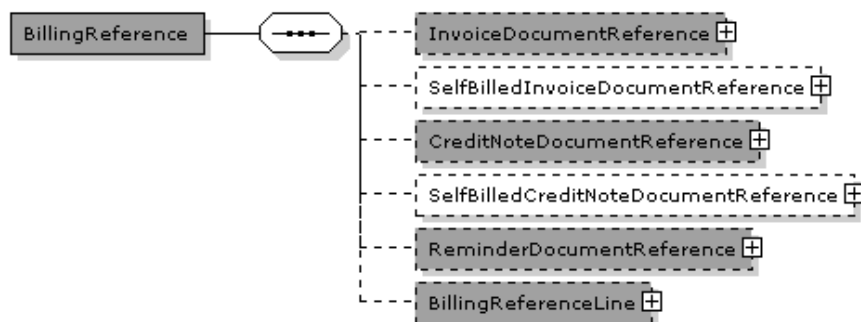 BillingReference
InvoiceDocumentReference
SelfBilledInvoiceDocumentReference
CreditNoteDocumentReference
SelfBilledCreditNoteDocumentReference
ReminderDocumentReference
BillingReferenceLine